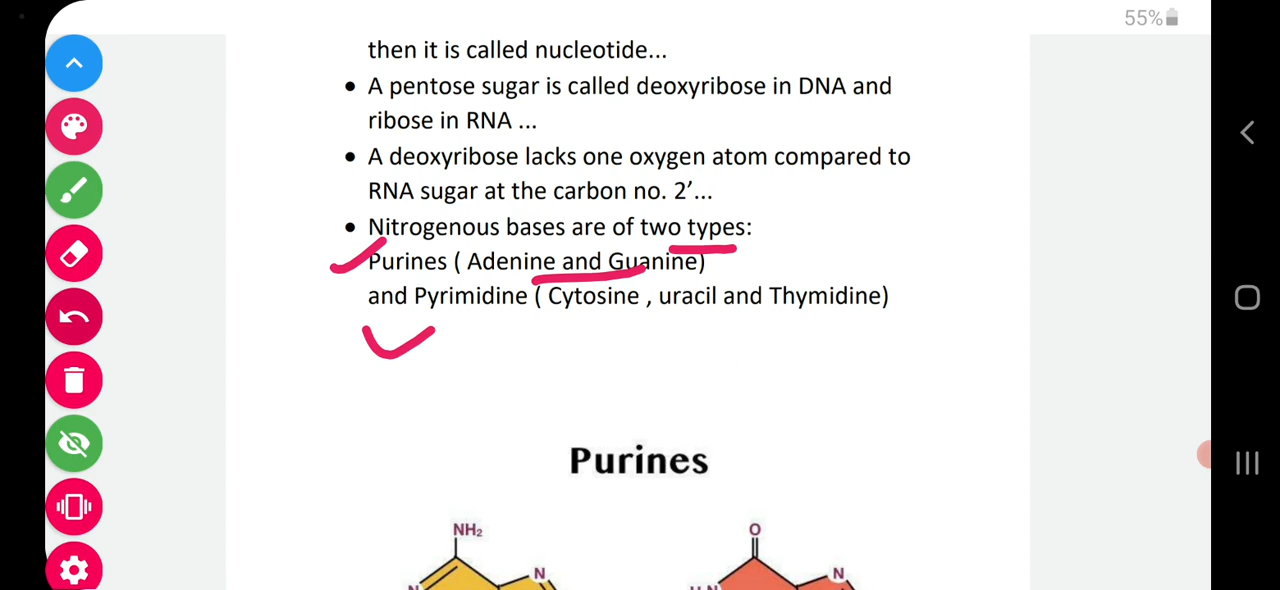 55%
then it is called nucleotide...
• A pentose sugar is called deoxyribose in DNA and
ribose in RNA ...
• A deoxyribose lacks one oxygen atom compared to
RNA sugar at the carbon no. 2’...
• Nitrogenous bases are of two types:
Purines ( Adenine and Guanine)
and Pyrimidine ( Cytosine , uracil and Thymidine)
Purines
NH₂
O
N
N
N
H N